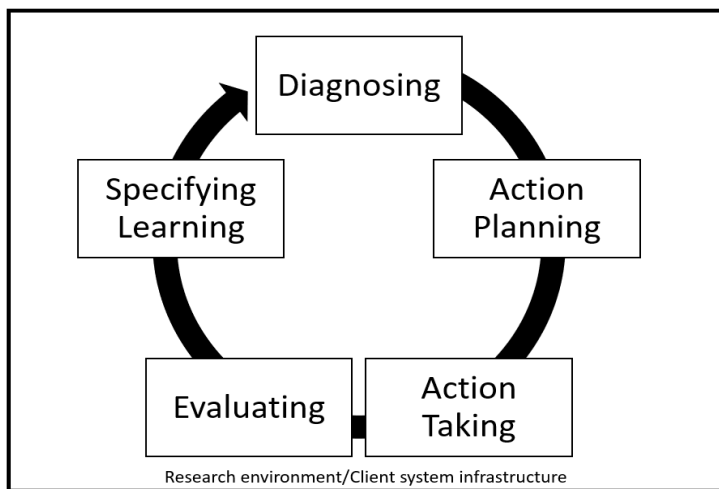 Diagnosing
Action
Planning
Action
Taking
Evaluating
Specifying
Learning
Research environment/Client system infrastructure